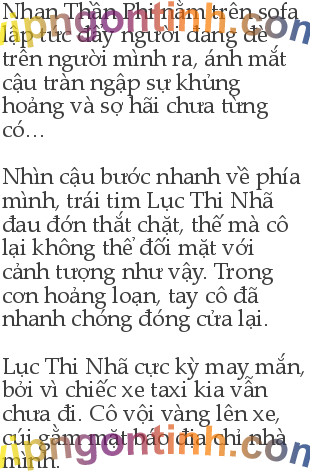 Nhan Thần Phi nằm trên sofa
lập tức đẩy người đang đè
trên người mình ra, ánh mắt
cậu tràn ngập sự khủng
hoảng và sợ hãi chưa từng
có…
Nhìn cậu bước nhanh về phía
mình, trái tim Lục Thi Nhã
đau đớn thắt chặt, thế mà cô
lại không thể đối mặt với
cảnh tượng như vậy. Trong
cơn hoảng loạn, tay cô đã
nhanh chóng đóng cửa lại.
Lục Thi Nhã cực kỳ may mắn,
bởi vì chiếc xe taxi kia vẫn
chưa đi. Cô vội vàng lên xe,
cúi gằm mặt báo địa chỉ nhà
mình.
vipngontinh.com
vipngontinh.com